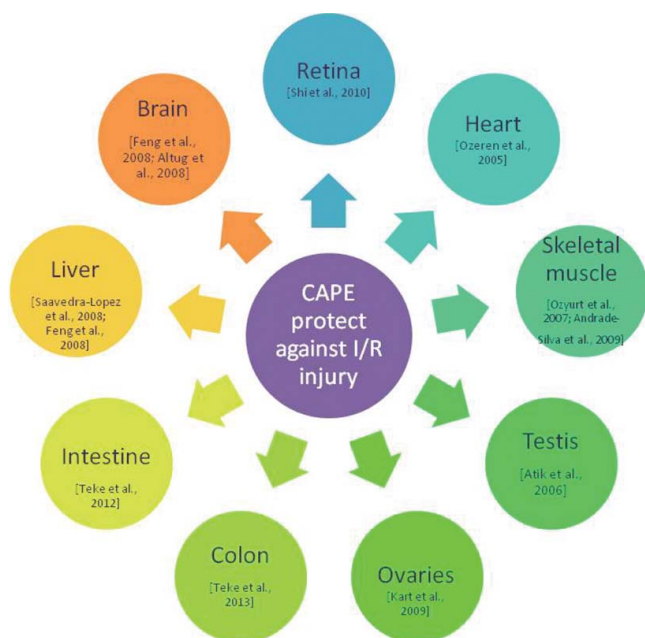 Retina
[Shi et al., 2010]
Heart
[Ozeren et al.,
2005]
Skeletal
muscle
[Ozyurt et al.,
2007; Andrade-
Silva et al., 2009]
Testis
[Atik et al.,
2006]
Ovaries
[Kart et al.,
2009]
Colon
[Teke et al.,
2013]
Intestine
[Teke et al.,
2012]
Liver
[Saavedra-Lopez
et al., 2008;
Feng et al.,
2008]
Brain
[Feng et al.,
2008; Altug et
al., 2008]
CAPE
protect
against I/R
injury